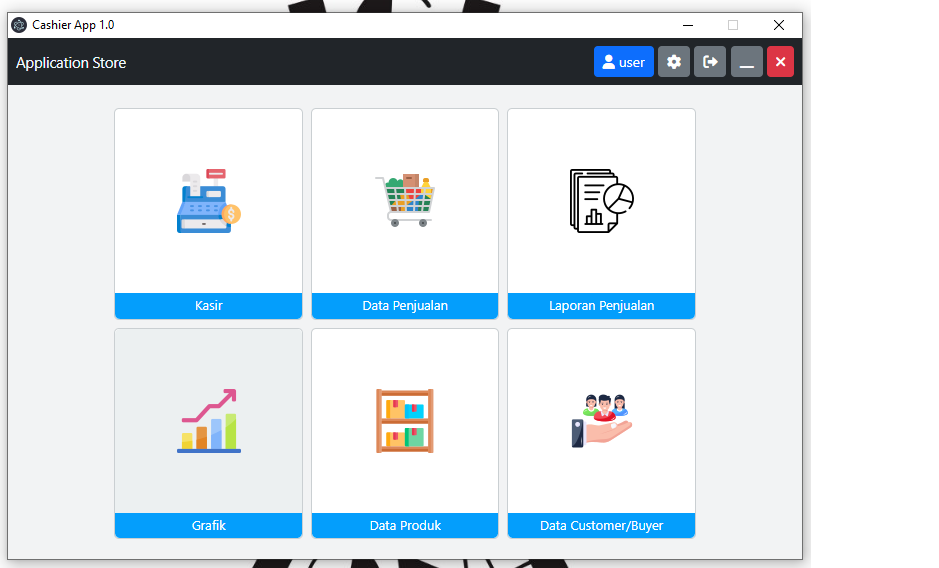 Cashier App 1.0
Application Store
user
Kasir
Data Penjualan
Laporan Penjualan
Grafik
Data Produk
Data Customer/Buyer